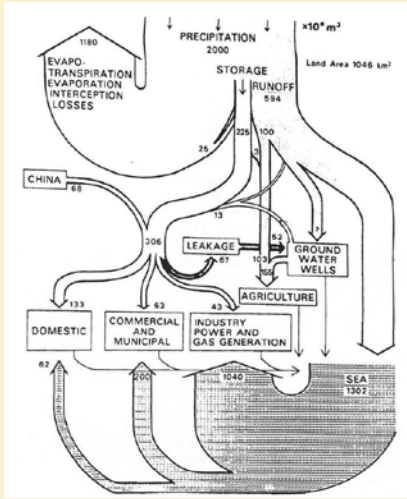 1180
PRECIPITATION
2000
x10⁶ m³
EVAPO-
TRANSPIRATION
EVAPORATION
INTERCEPTION
LOSSES
STORAGE
RUNOFF
594
Land Area 1046 km²
225
100
25
3
CHINA
68
13
?
306
LEAKAGE
52
67
103
155
GROUND
WATER
WELLS
AGRICULTURE
133
63
43
DOMESTIC
COMMERCIAL
AND
MUNICIPAL
INDUSTRY
POWER AND
GAS GENERATION
62
200
1040
SEA
1302